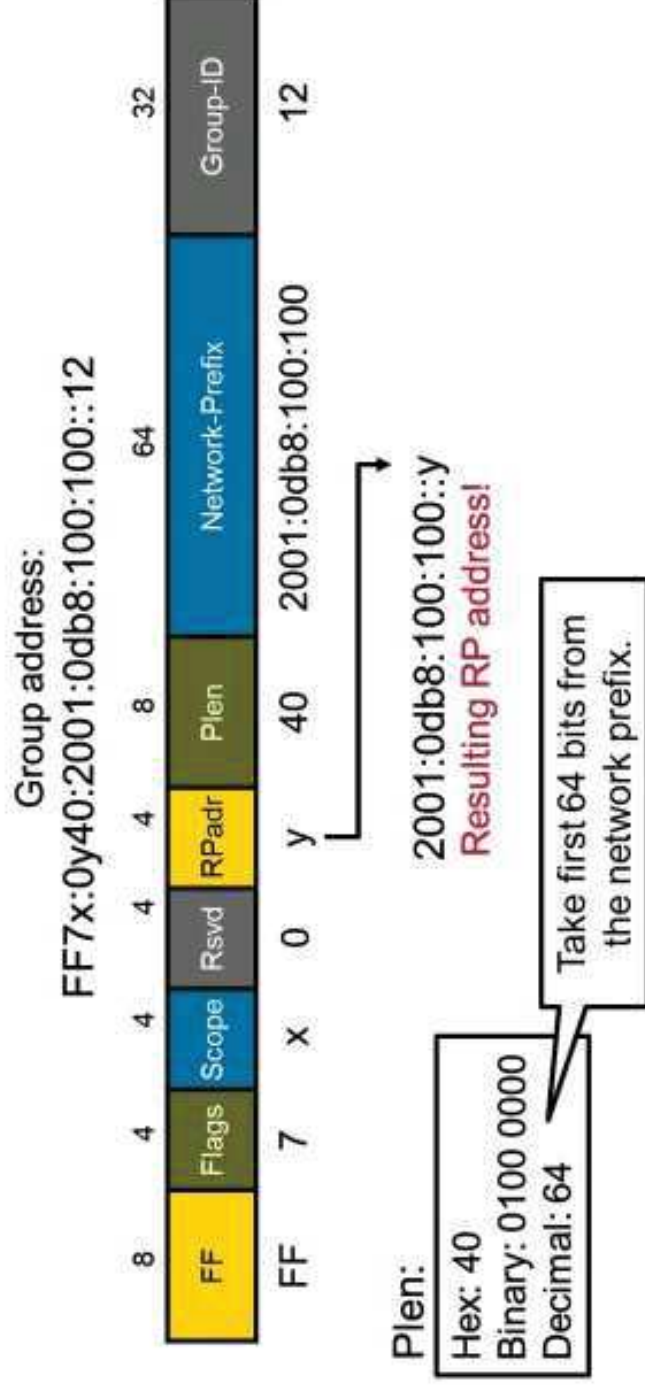 Group address:
FF7x:0y40:2001:0db8:100:100::12
8 4 4 4 4 8 64 32
FF Flags Scope Rsvd RPadr Plen Network-Prefix Group-ID
FF 7 x 0 y 40 2001:0db8:100:100 12
2001:0db8:100:100::y
Resulting RP address!
Plen:
Hex: 40
Binary: 0100 0000
Decimal: 64
Take first 64 bits from
the network prefix.